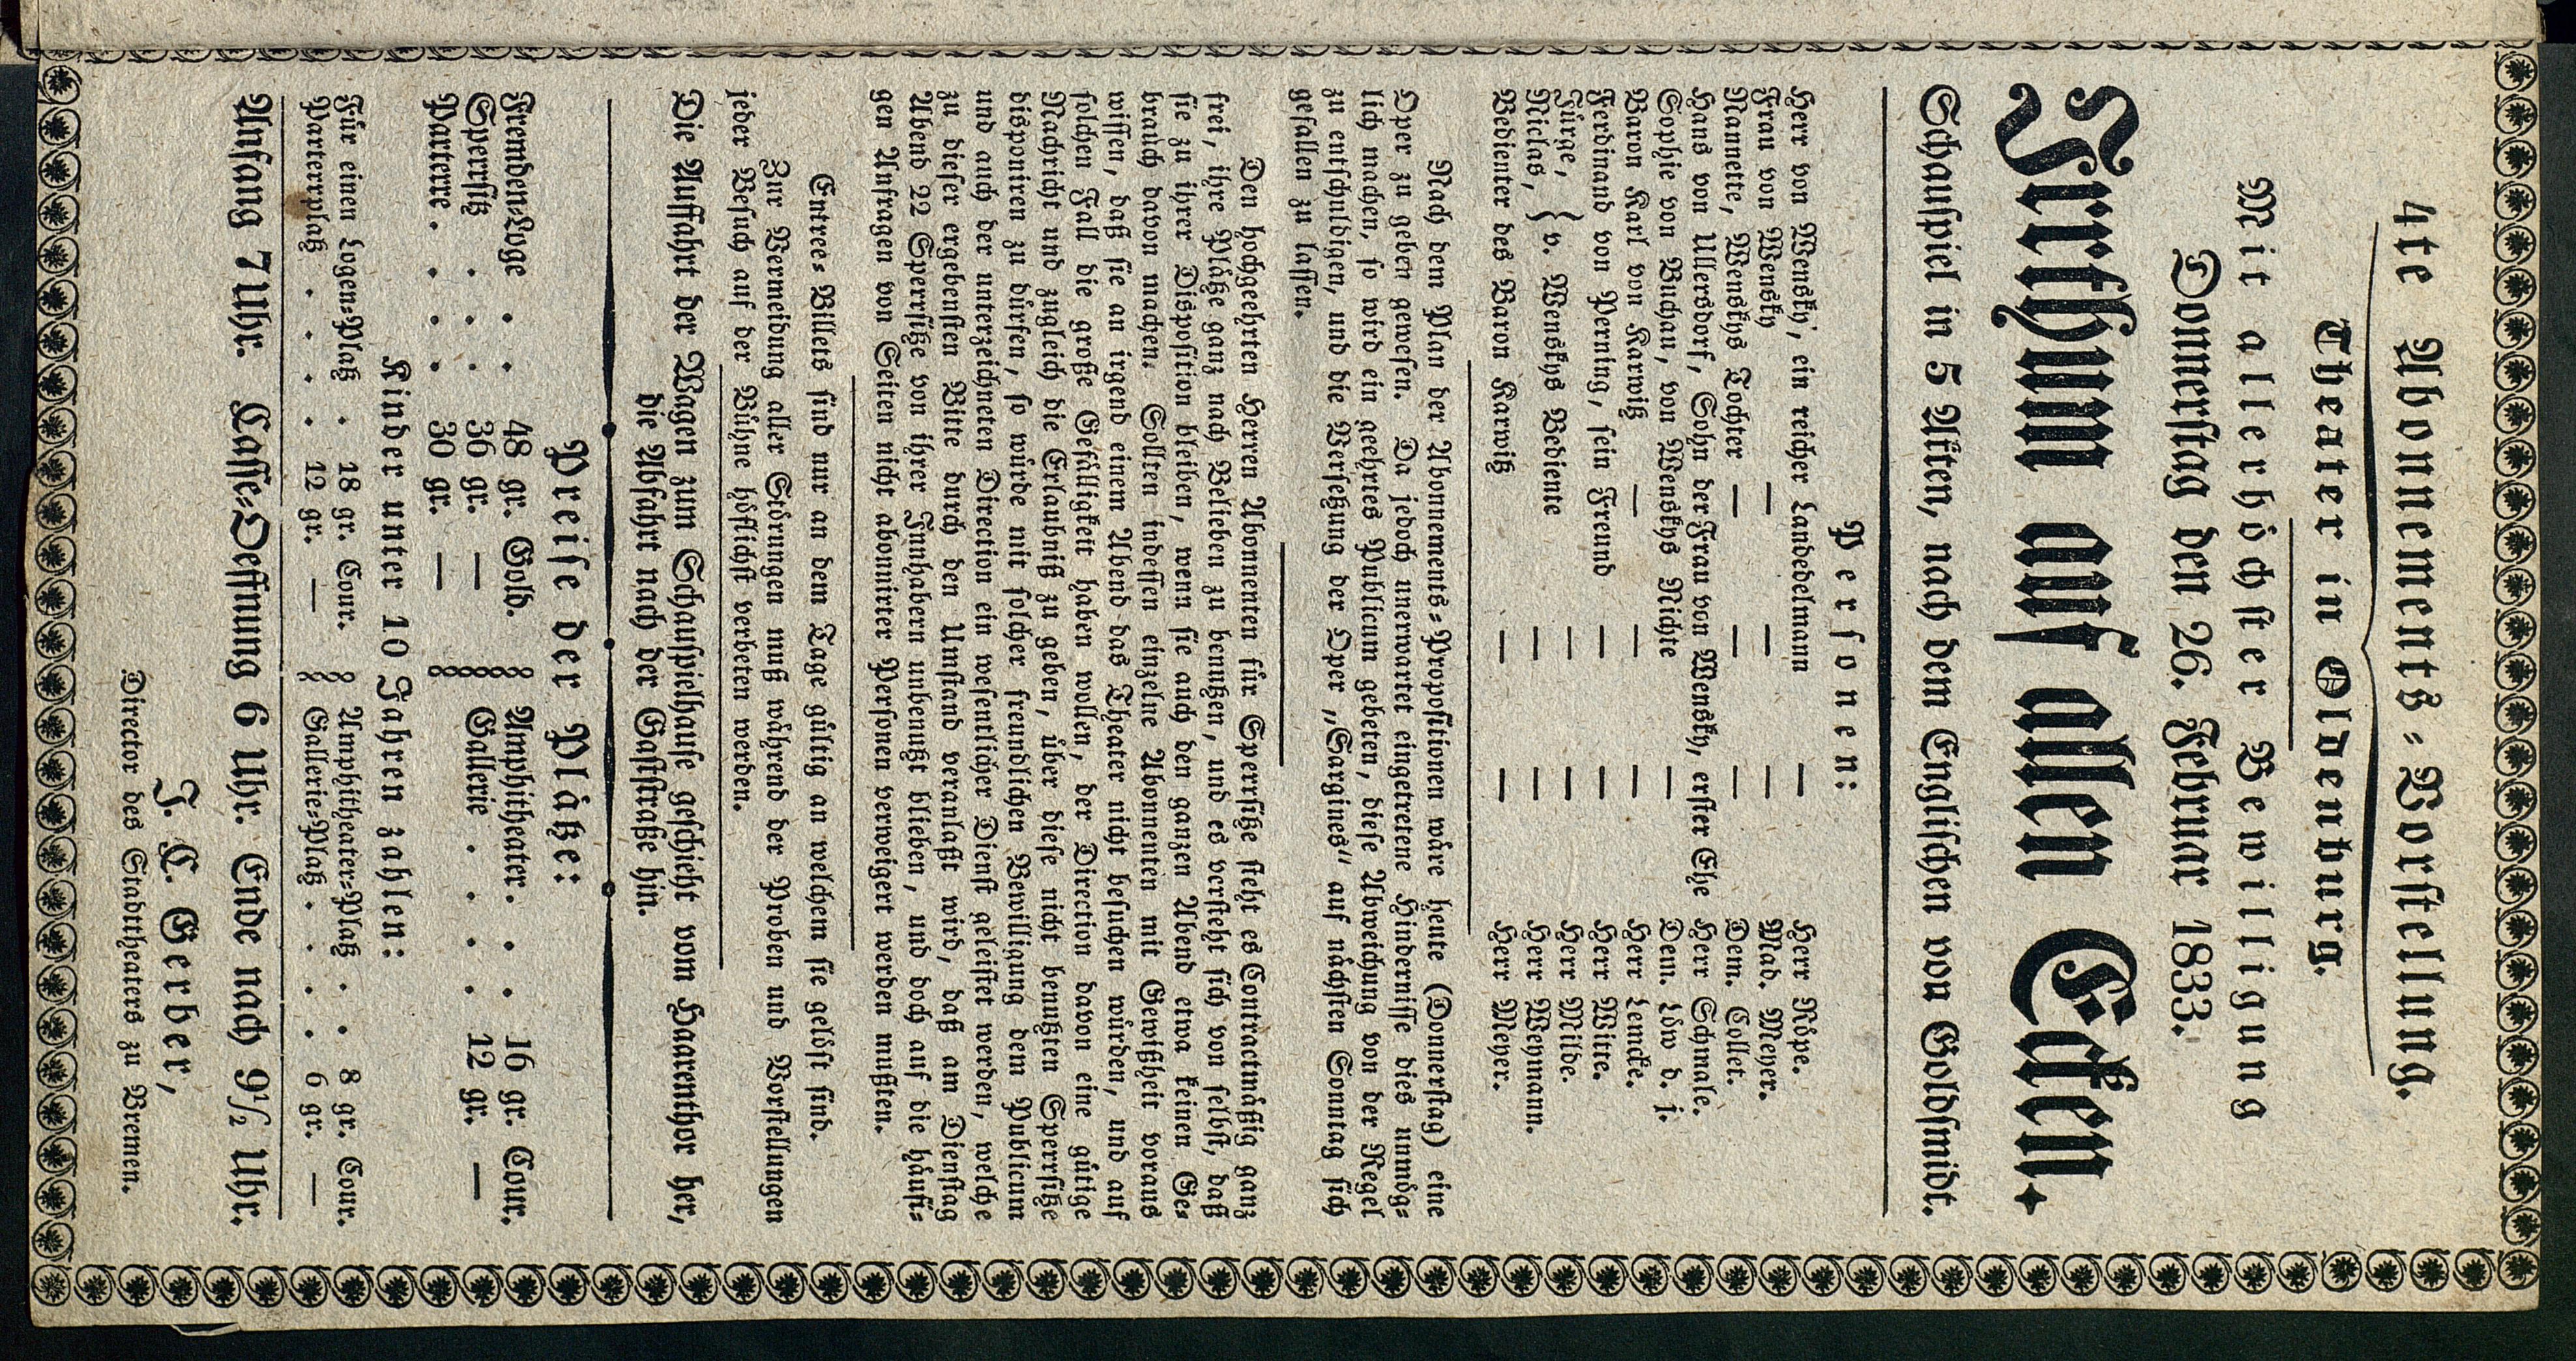 4te Abonnements-Vorstellung.
Theater in Oldenburg.
Mit allerhöchster Bewilligung
Donnerstag den 26. Februar 1833.
Irrthum auf allen Ecken.
Schauspiel in 5 Akten, nach dem Englischen von Goldsmidt.
Personen:
Herr von Wensky, ein reicher Landedelmann — Herr Röpe.
Frau von Wensky — — — Mad. Meyer.
Nannette, Wenskys Tochter — — — Dem. Collet.
Hans von Ullersdorf, Sohn der Frau von Wensky, erster Ehe Herr Schmale.
Sophie von Buchau, von Wenskys Nichte — Dem. Löw d. j.
Baron Karl von Karwitz — — — Herr Lemcke.
Ferdinand von Perning, sein Freund — — Herr Witte.
Jürge, } v. Wenskys Bediente — — Herr Milde.
Niclas, — — Herr Weymann.
Bedienter des Baron Karwitz — — Herr Meyer.
Nach dem Plan der Abonnements-Propositionen wäre heute (Donnerstag) eine
Oper zu geben gewesen. Da jedoch unerwartet eingetretene Hindernisse dies unmög-
lich machen, so wird ein geehrtes Publicum gebeten, diese Abweichung von der Regel
zu entschuldigen, und die Versetzung der Oper „Sargines" auf nächsten Sonntag sich
gefallen zu lassen.
Den hochgeehrten Herren Abonnenten für Sperrsitze steht es Contractmäßig ganz
frei, ihre Plätze ganz nach Belieben zu benutzen, und es versteht sich von selbst, daß
sie zu ihrer Disposition bleiben, wenn sie auch den ganzen Abend etwa keinen Ge-
brauch davon machen. Sollten indessen einzelne Abonnenten mit Gewißheit voraus
wissen, daß sie an irgend einem Abend das Theater nicht besuchen würden, und auf
solchen Fall die große Gefälligkeit haben wollen, der Direction davon eine gütige
Nachricht und zugleich die Erlaubniß zu geben, über diese nicht benutzten Sperrsitze
disponiren zu dürfen, so würde mit solcher freundlichen Bewilligung dem Publicum
und auch der unterzeichneten Direction ein wesentlicher Dienst geleistet werden, welche
zu dieser ergebensten Bitte durch den Umstand veranlaßt wird, daß am Dienstag
Abend 22 Sperrsitze von ihrer Innhabern unbenutzt blieben, und doch auf die häufi-
gen Anfragen von Seiten nicht abonnirter Personen verweigert werden mußten.
Entree-Billets sind nur an dem Tage gültig an welchem sie gelöst sind.
Zur Vermeidung aller Störungen muß während der Proben und Vorstellungen
jeder Besuch auf der Bühne höflichst verbeten werden.
Die Auffahrt der Wagen zum Schauspielhause geschieht vom Haarenthor her,
die Abfahrt nach der Gaststraße hin.
Preise der Plätze:
Fremden-Loge . . 48 gr. Gold. Amphitheater . . . 16 gr. Cour.
Sperrsitz . . . 36 gr. — Gallerie . . . . 12 gr. —
Parterre . . . . 30 gr. —
Kinder unter 10 Jahren zahlen:
Für einen Logen-Platz . 18 gr. Cour. Amphitheater-Platz . . 8 gr. Cour.
Parterrplatz . . . . 12 gr. — Gallerie-Platz . . . . 6 gr. —
Anfang 7 Uhr. Casse-Oeffnung 6 Uhr. Ende nach 9½ Uhr.
J. C. Gerber,
Director des Stadttheaters zu Bremen.